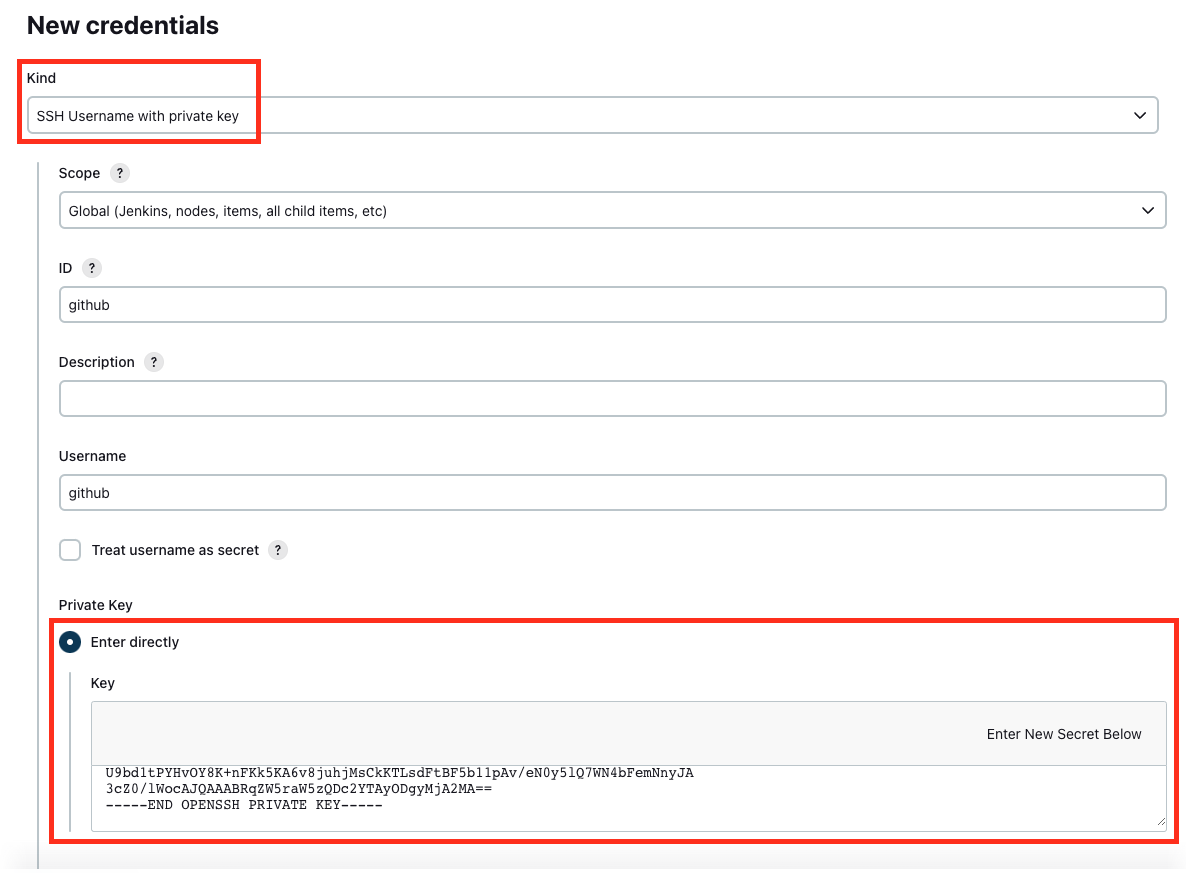 New credentials
Kind
SSH Username with private key
Scope ?
Global (Jenkins, nodes, items, all child items, etc)
ID ?
github
Description ?
Username
github
Treat username as secret ?
Private Key
Enter directly
Key
Enter New Secret Below
U9bd1tPYHvOY8K+nFKk5KA6v8juhjMsCkKTLsdFtBF5b11pAv/eN0y5lQ7WN4bFemNnyJA
3cZ0/lWocAJQAAABRqZW5raW5zQDc2YTAyODgyMjA2MA==
-----END OPENSSH PRIVATE KEY-----